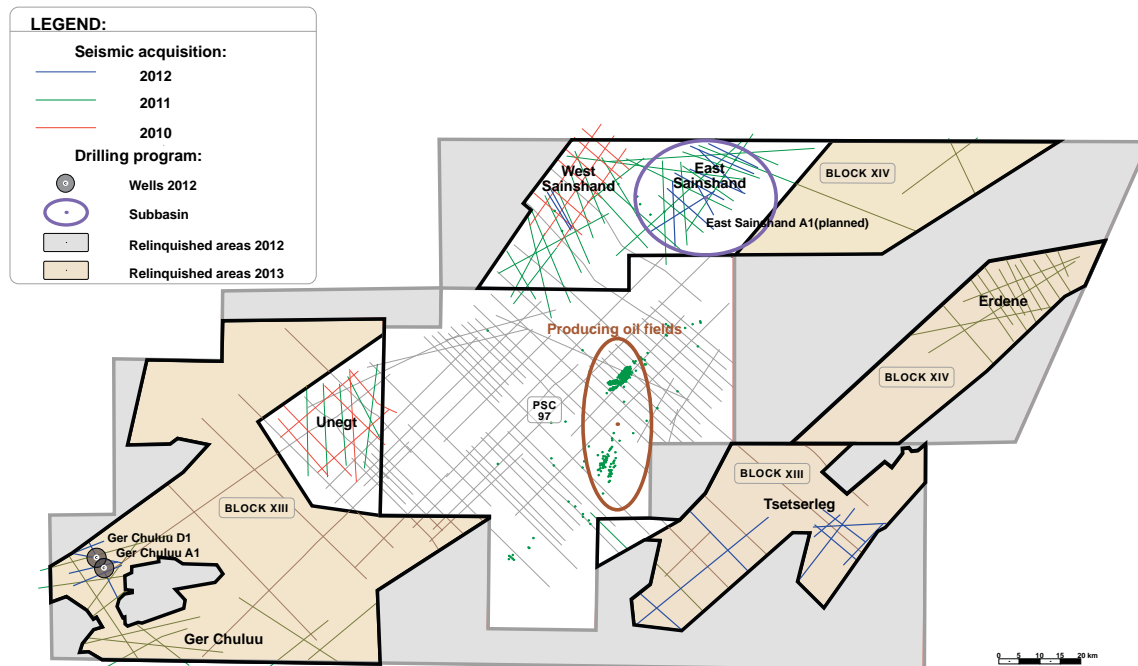 LEGEND:
Seismic acquisition:
2012
2011
2010
Drilling program:
Wells 2012
Subbasin
Relinquished areas 2012
Relinquished areas 2013
West
Sainshand
East
Sainshand
BLOCK XIV
East Sainshand A1(planned)
Erdene
Producing oil fields
BLOCK XIV
PSC
97
Unegt
BLOCK XIII
Tsetserleg
BLOCK XIII
Ger Chuluu D1
Ger Chuluu A1
Ger Chuluu
0 5 10 15 20 km